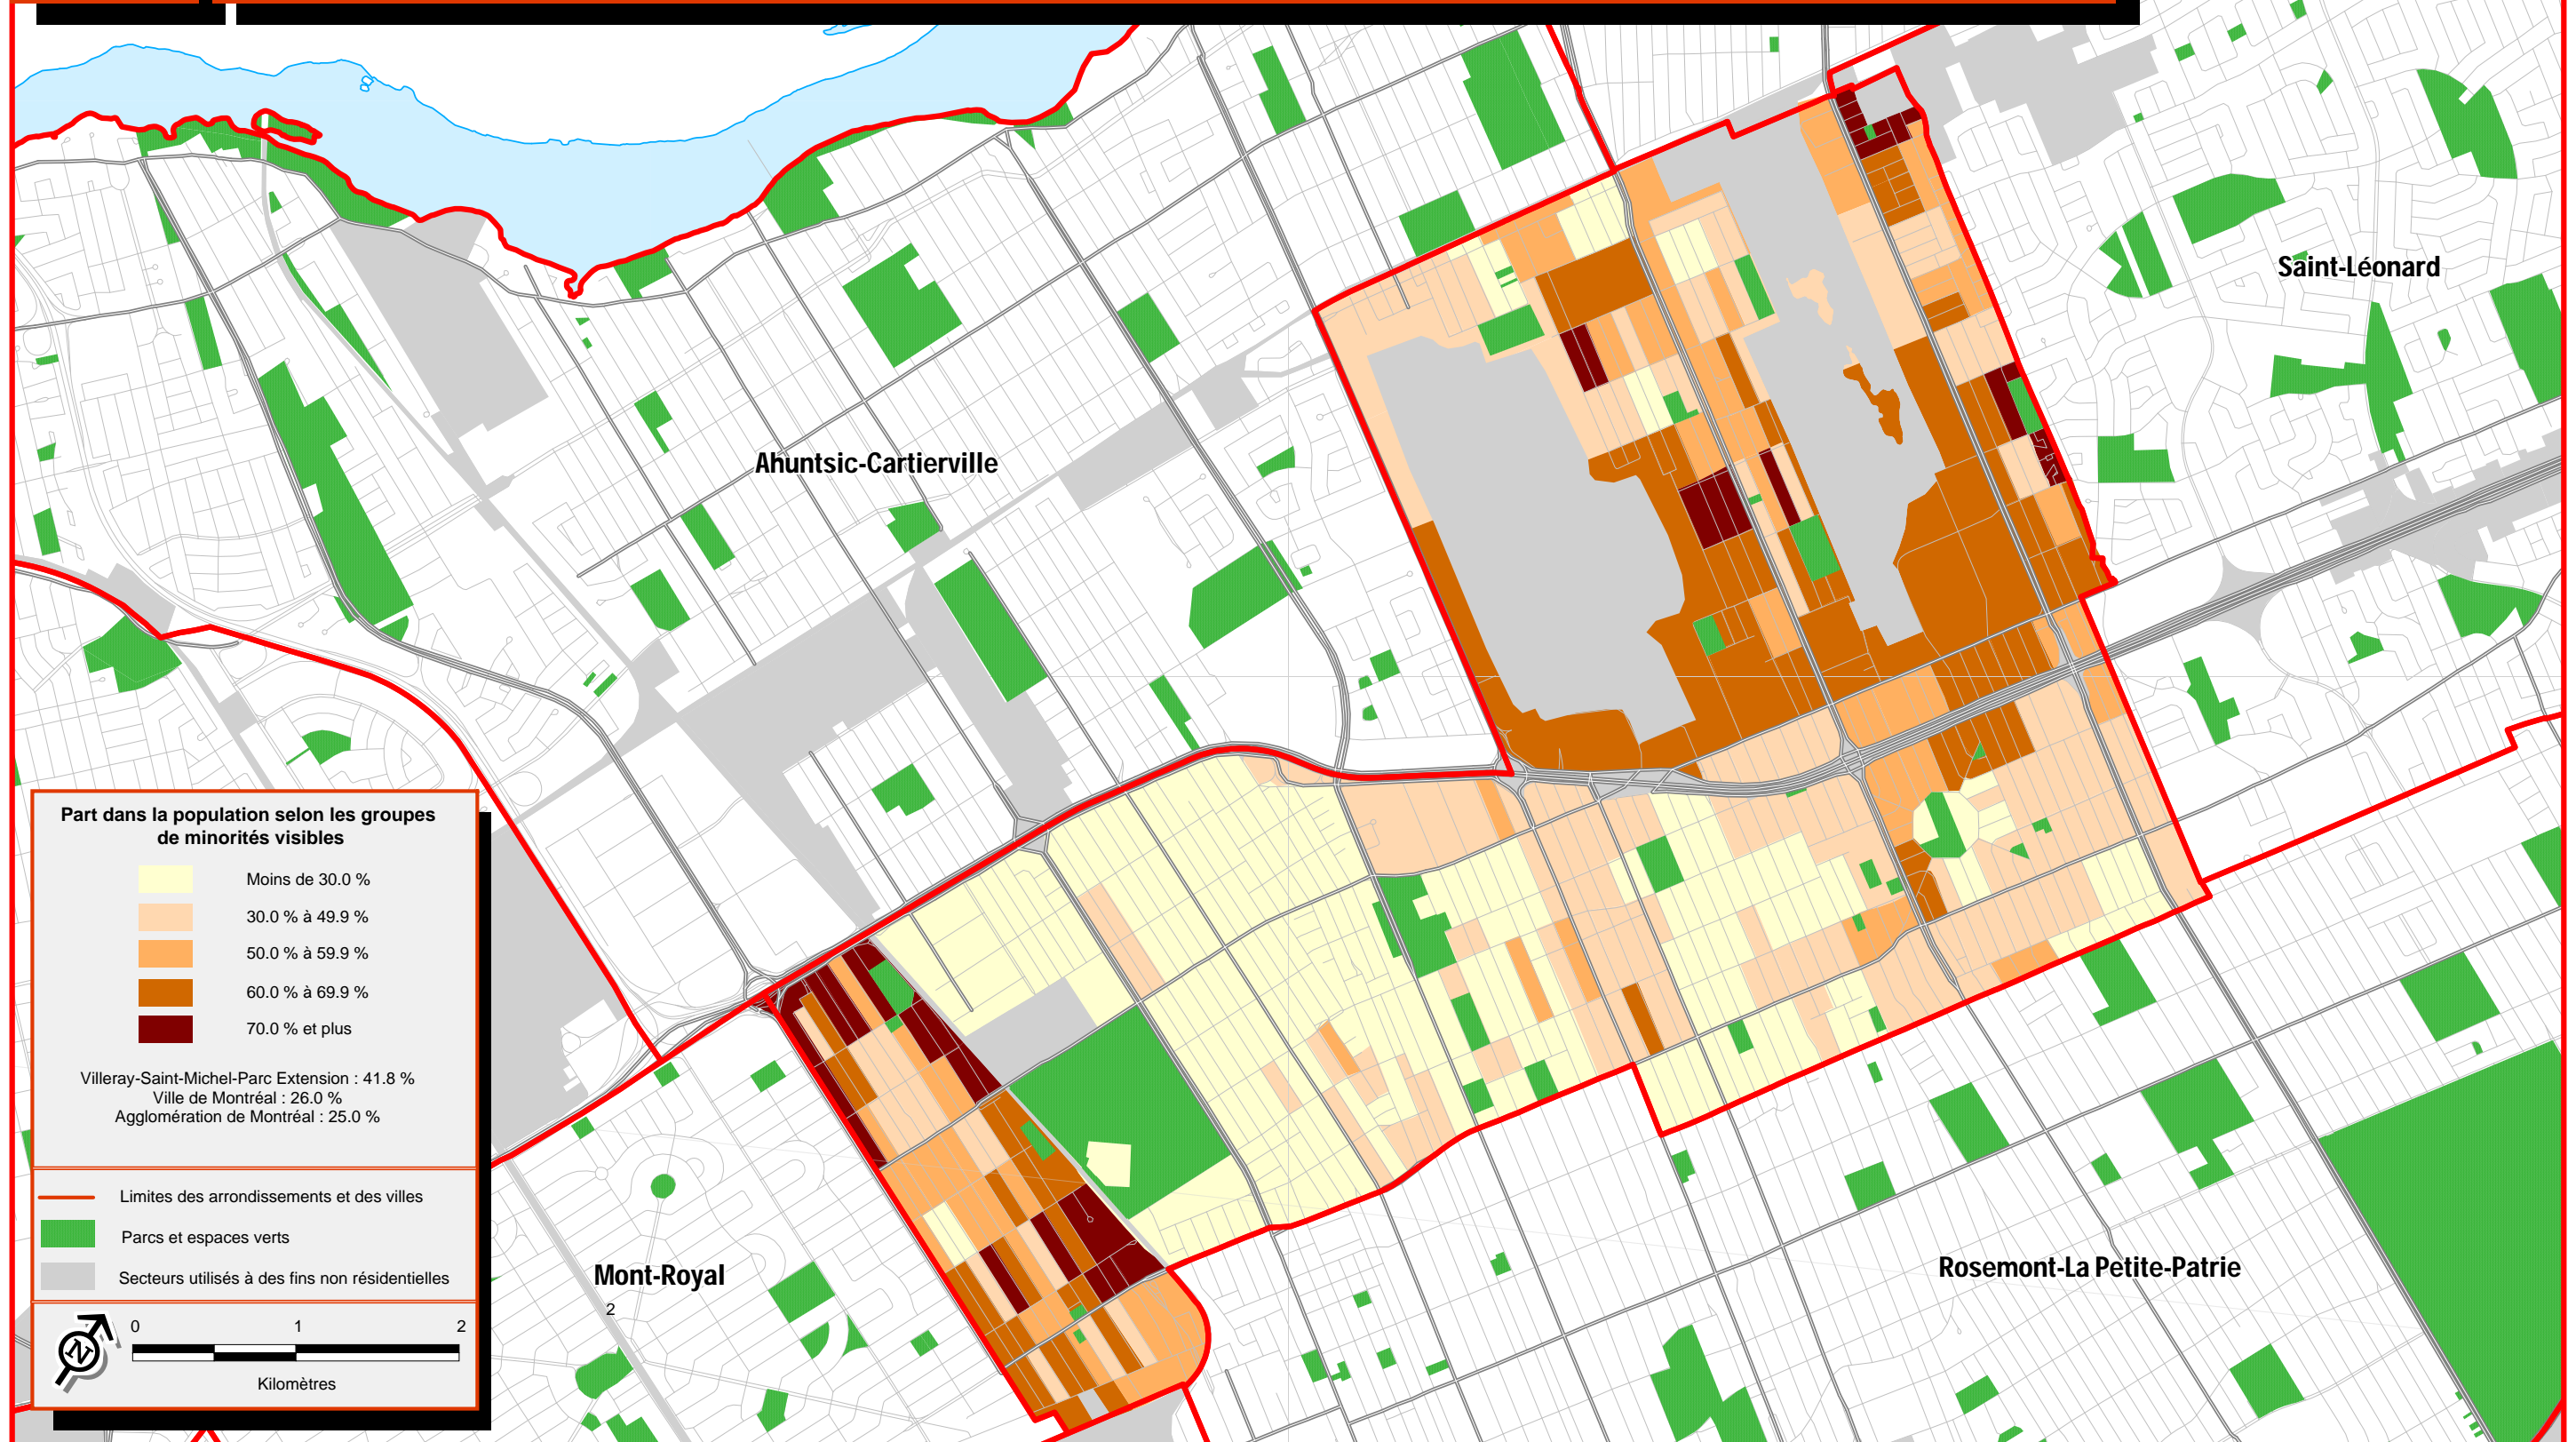 Saint-Léonard
Ahuntsic-Cartierville
Part dans la population selon les groupes
de minorités visibles
Moins de 30.0 %
30.0 % à 49.9 %
50.0 % à 59.9 %
60.0 % à 69.9 %
70.0 % et plus
Villeray-Saint-Michel-Parc Extension : 41.8 %
Ville de Montréal : 26.0 %
Agglomération de Montréal : 25.0 %
Limites des arrondissements et des villes
Parcs et espaces verts
Secteurs utilisés à des fins non résidentielles
N
0 1 2
Kilomètres
Mont-Royal
2
Rosemont-La Petite-Patrie